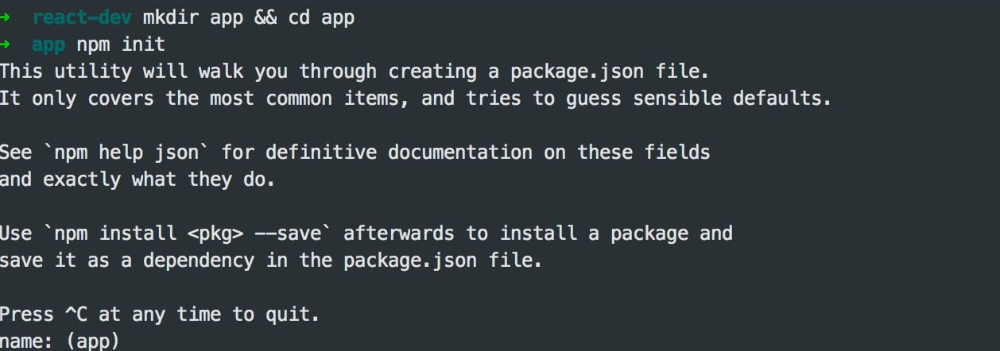 ➜  react-dev mkdir app && cd app
➜  app npm init
This utility will walk you through creating a package.json file.
It only covers the most common items, and tries to guess sensible defaults.
See `npm help json` for definitive documentation on these fields
and exactly what they do.
Use `npm install <pkg> --save` afterwards to install a package and
save it as a dependency in the package.json file.
Press ^C at any time to quit.
name: (app)